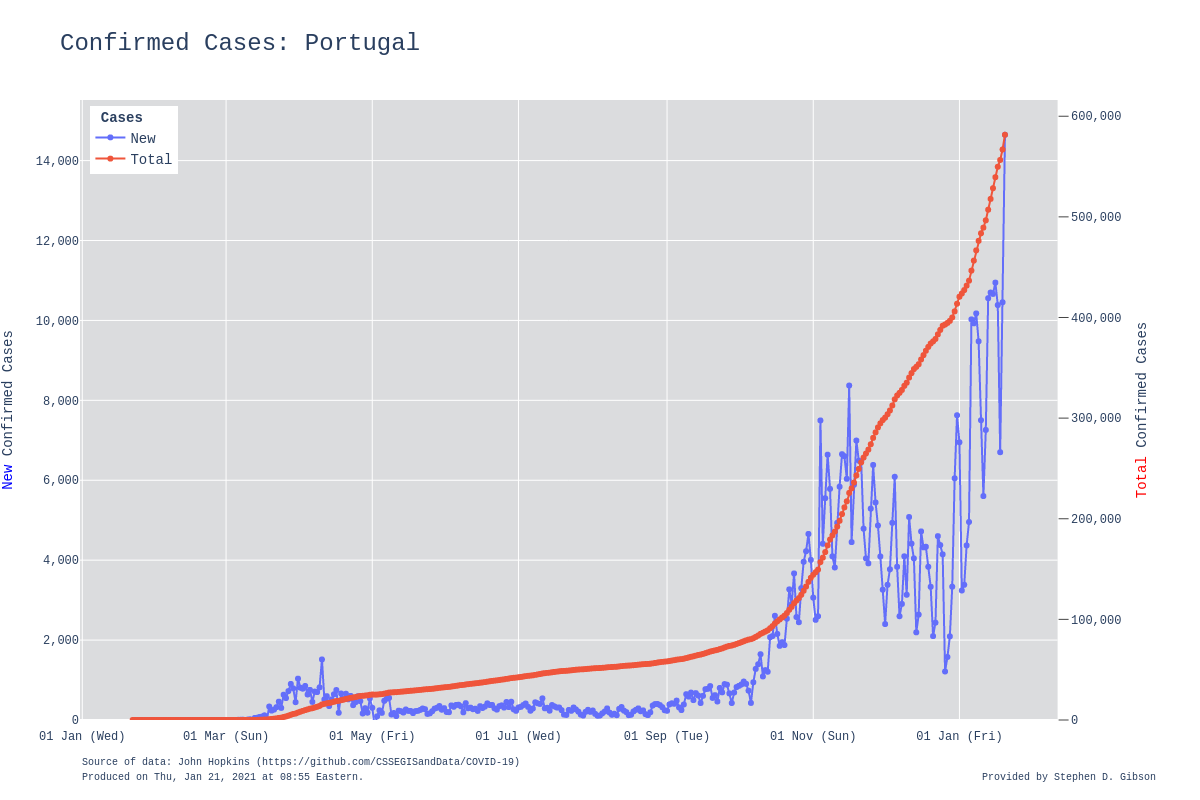 Confirmed Cases: Portugal
Cases
New
Total
14,000
12,000
10,000
8,000
6,000
4,000
2,000
0
New Confirmed Cases
600,000
500,000
400,000
300,000
200,000
100,000
0
Total Confirmed Cases
01 Jan (Wed)
01 Mar (Sun)
01 May (Fri)
01 Jul (Wed)
01 Sep (Tue)
01 Nov (Sun)
01 Jan (Fri)
Source of data: John Hopkins (https://github.com/CSSEGISandData/COVID-19)
Produced on Thu, Jan 21, 2021 at 08:55 Eastern.
Provided by Stephen D. Gibson